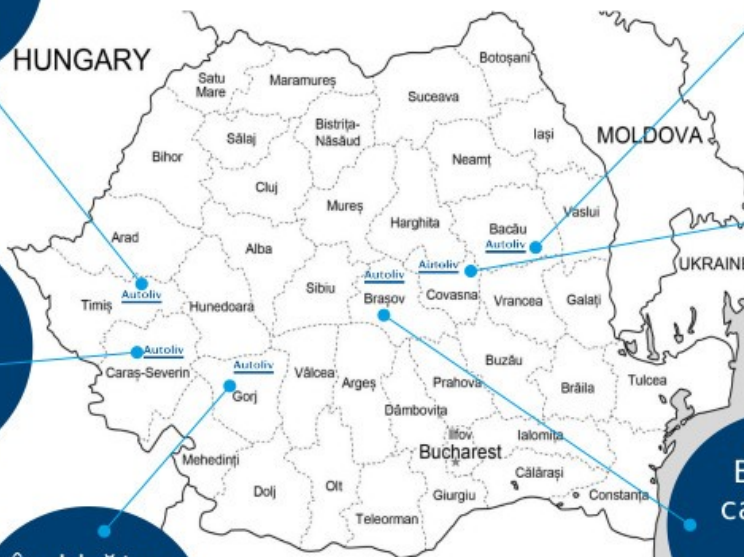 HUNGARY
Botoșani
Satu
Mare
Maramureș
Suceava
Bistrița-
Năsăud
Iași
MOLDOVA
Sălaj
Bihor
Neamț
Cluj
Mureș
Vaslui
Harghita
Bacău
Autoliv
Arad
Alba
Autoliv
Autoliv
UKRAINE
Timiș
Autoliv
Hunedoara
Sibiu
Brașov
Covasna
Vrancea
Galați
Autoliv
Caraș-Severin
Autoliv
Gorj
Vâlcea
Argeș
Prahova
Buzău
Brăila
Tulcea
Dâmbovița
Ilfov
Bucharest
Ialomița
Mehedinți
Dolj
Olt
Teleorman
Giurgiu
Călărași
Constanța